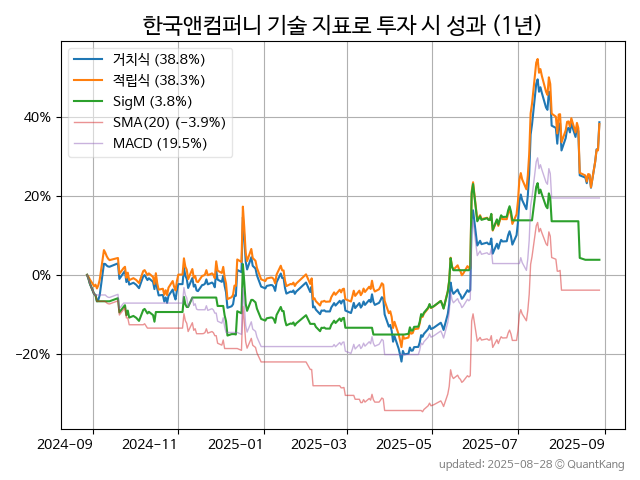 한국앤컴퍼니 기술 지표로 투자 시 성과 (1년)
거치식 (38.8%)
적립식 (38.3%)
SigM (3.8%)
SMA(20) (−3.9%)
MACD (19.5%)
40%
20%
0%
−20%
2024-09 2024-11 2025-01 2025-03 2025-05 2025-07 2025-09
updated: 2025-08-28 © QuantKang